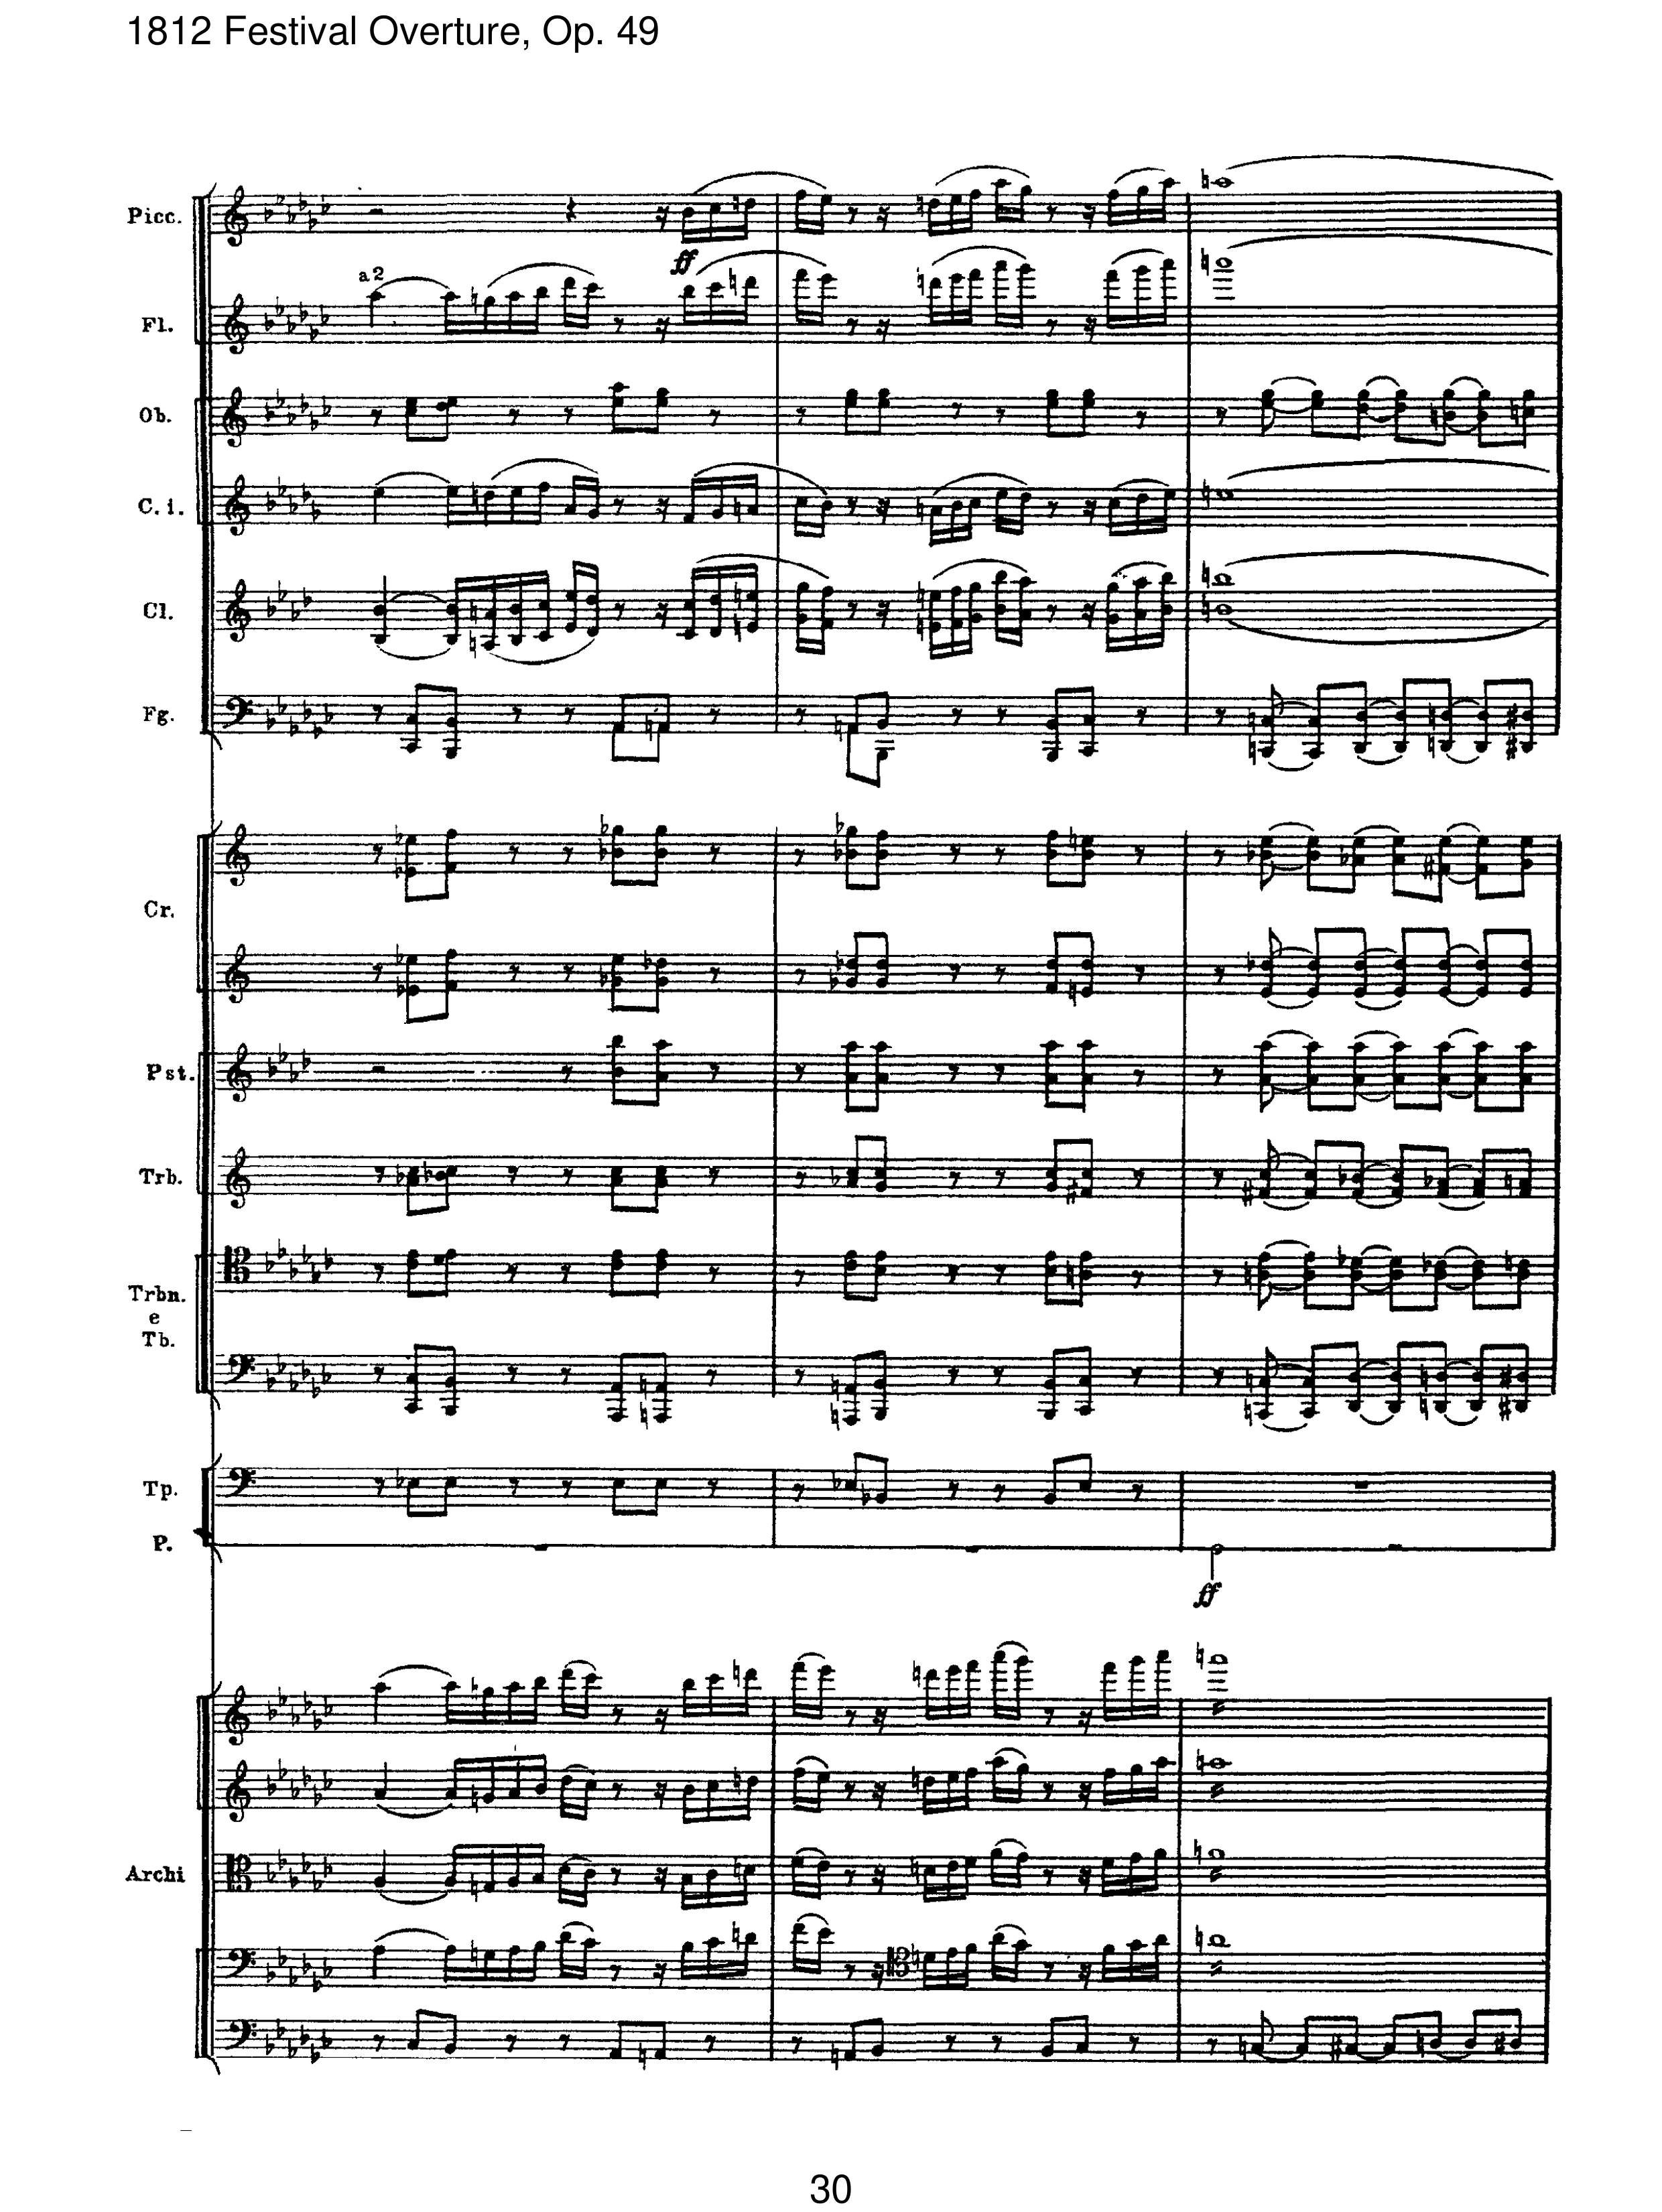 1812 Festival Overture, Op. 49
Picc.
ff
a2
Fl.
Ob.
C. i.
Cl.
Fg.
Cr.
Pst.
Trb.
Trbn.
e
Tb.
Tp.
P.
ff
Archi
30